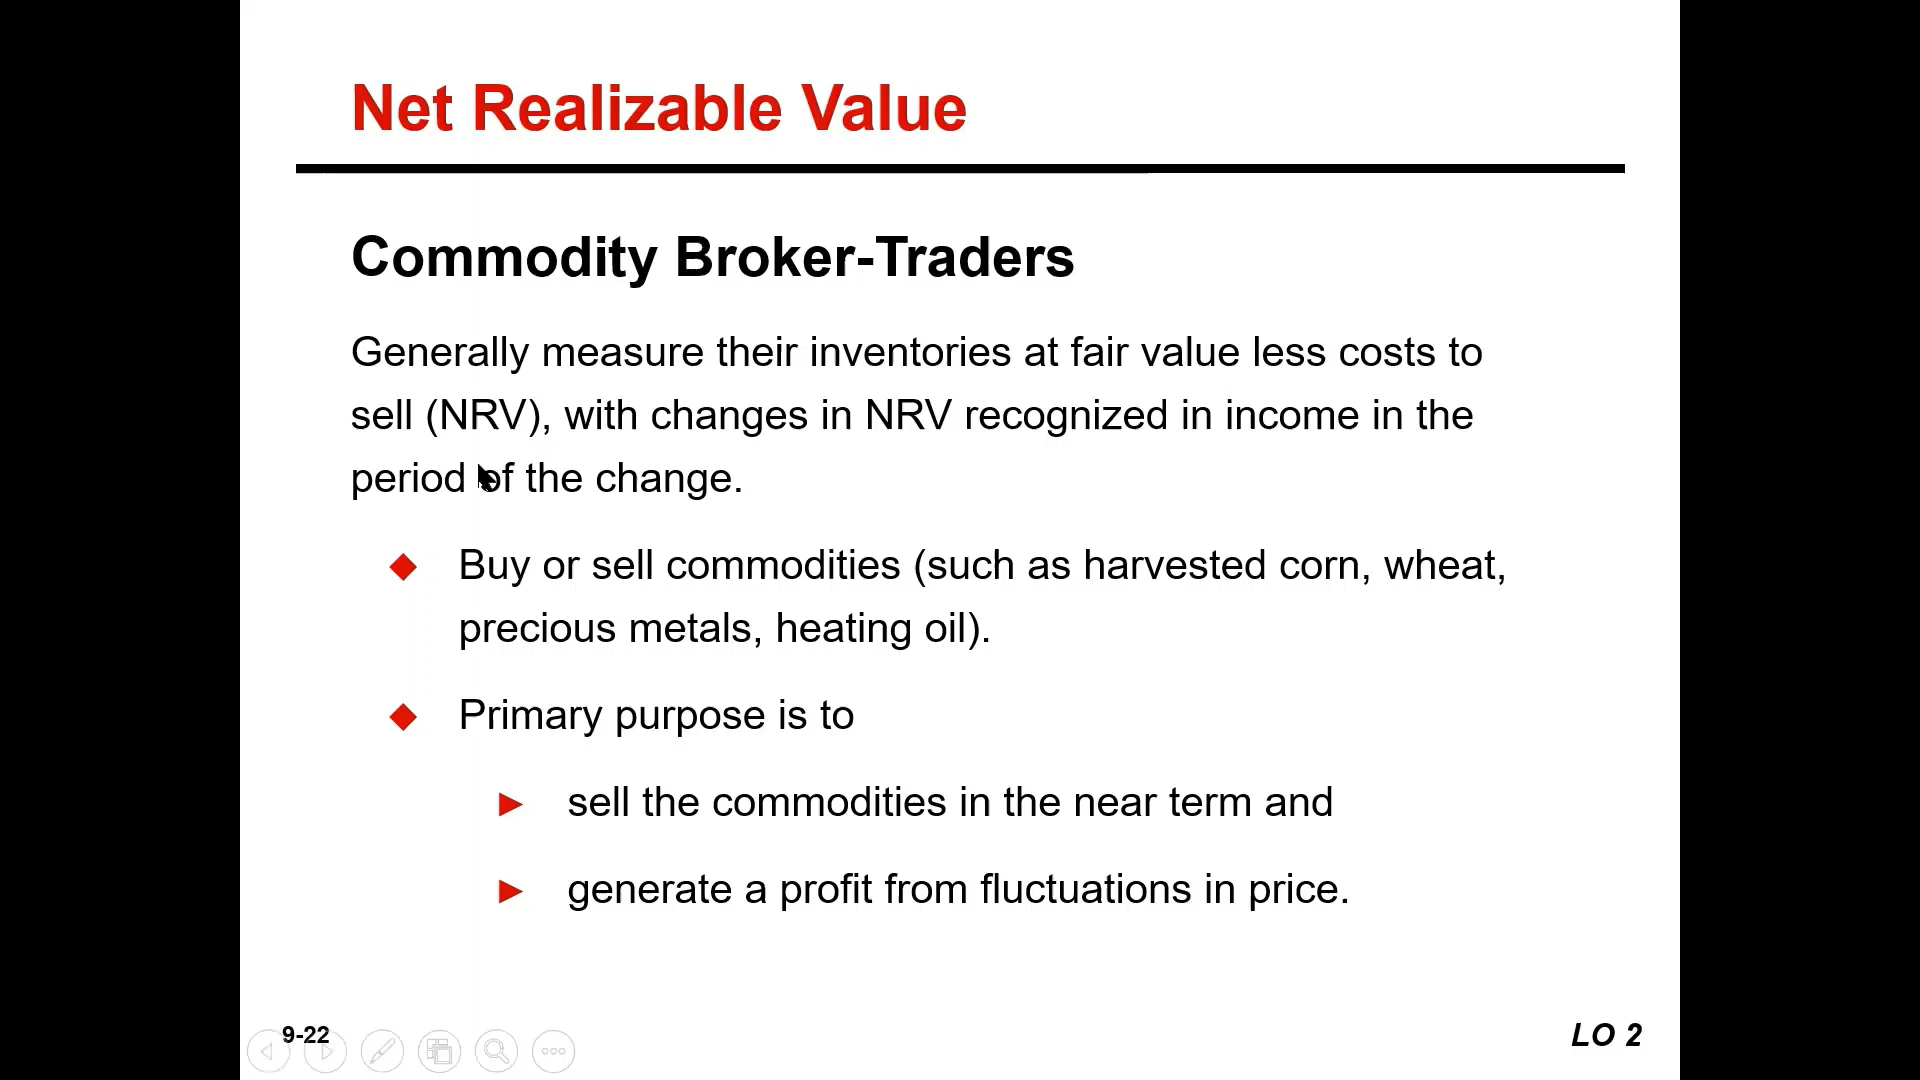 Net Realizable Value
Commodity Broker-Traders
Generally measure their inventories at fair value less costs to
sell (NRV), with changes in NRV recognized in income in the
period of the change.
Buy or sell commodities (such as harvested corn, wheat,
precious metals, heating oil).
Primary purpose is to
sell the commodities in the near term and
generate a profit from fluctuations in price.
9-22
LO 2